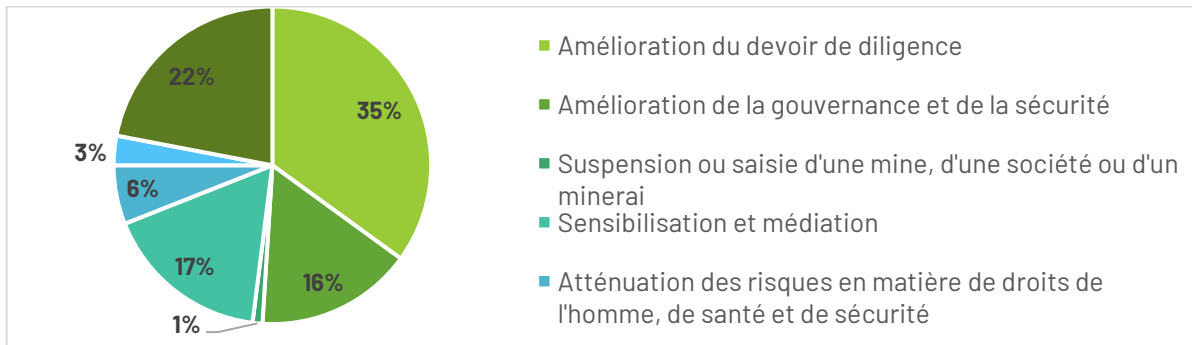 22%
35%
3%
6%
17%
16%
1%
Amélioration du devoir de diligence
Amélioration de la gouvernance et de la sécurité
Suspension ou saisie d'une mine, d'une société ou d'un
minerai
Sensibilisation et médiation
Atténuation des risques en matière de droits de
l'homme, de santé et de sécurité